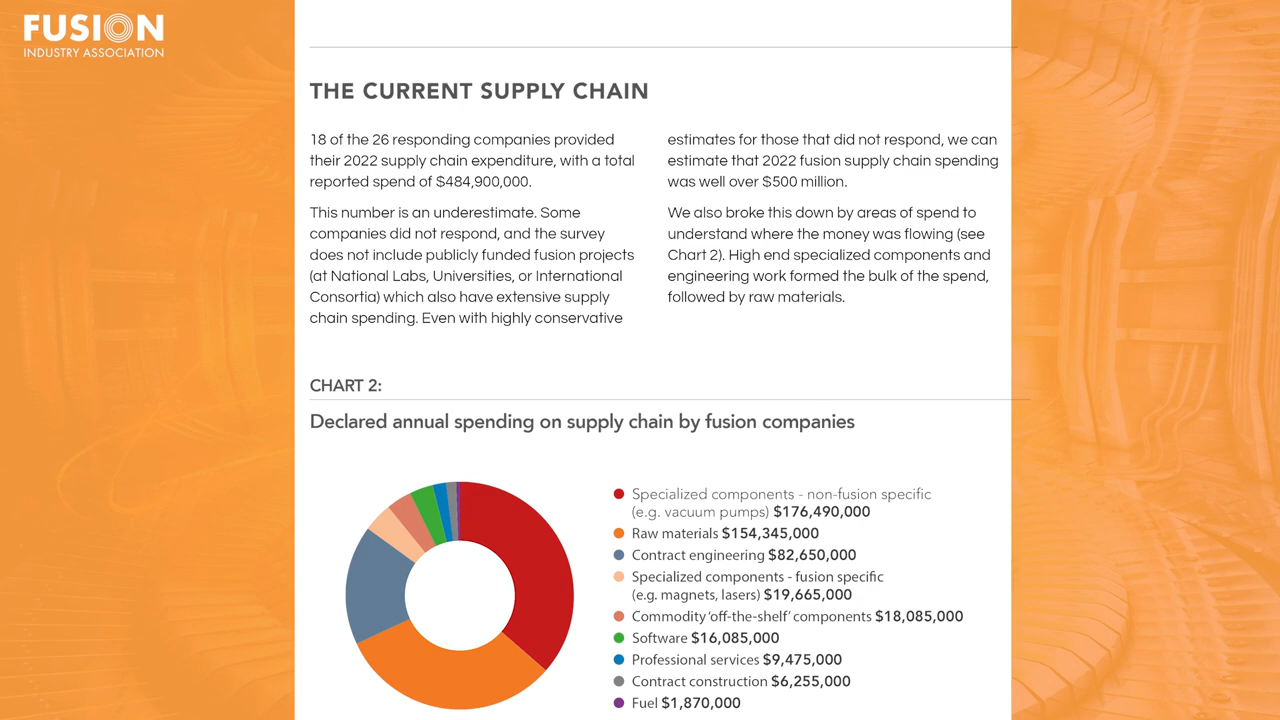 FUSION
INDUSTRY ASSOCIATION
THE CURRENT SUPPLY CHAIN
18 of the 26 responding companies provided
their 2022 supply chain expenditure, with a total
reported spend of $484,900,000.
This number is an underestimate. Some
companies did not respond, and the survey
does not include publicly funded fusion projects
(at National Labs, Universities, or International
Consortia) which also have extensive supply
chain spending. Even with highly conservative
estimates for those that did not respond, we can
estimate that 2022 fusion supply chain spending
was well over $500 million.
We also broke this down by areas of spend to
understand where the money was flowing (see
Chart 2). High end specialized components and
engineering work formed the bulk of the spend,
followed by raw materials.
CHART 2:
Declared annual spending on supply chain by fusion companies
Specialized components - non-fusion specific
(e.g. vacuum pumps) $176,490,000
Raw materials $154,345,000
Contract engineering $82,650,000
Specialized components - fusion specific
(e.g. magnets, lasers) $19,665,000
Commodity 'off-the-shelf' components $18,085,000
Software $16,085,000
Professional services $9,475,000
Contract construction $6,255,000
Fuel $1,870,000